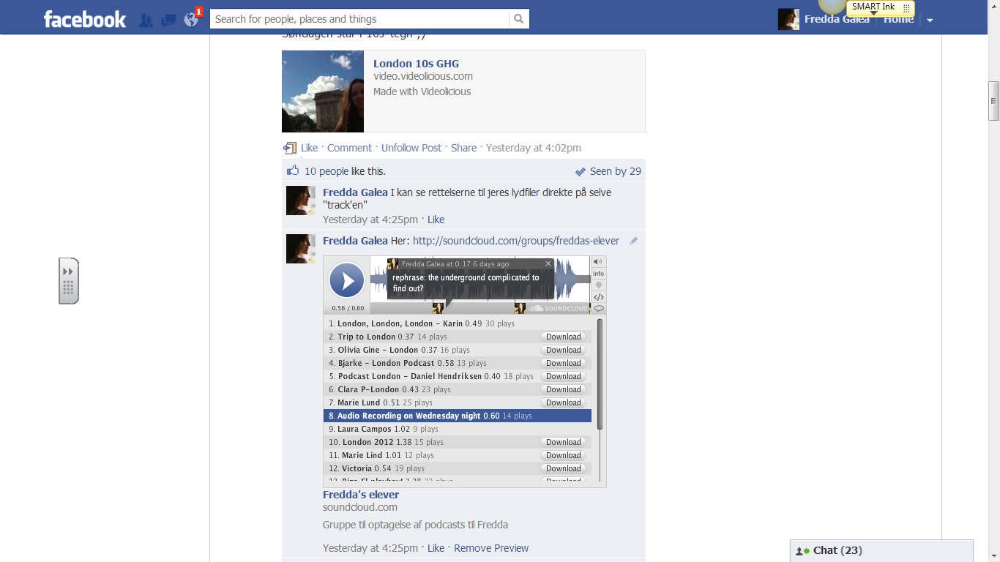 SMART Ink
facebook
1
Search for people, places and things
Fredda Galea
Home
Søndagen står i 10s' tegn ;)
London 10s GHG
video.videolicious.com
Made with Videolicious
Like · Comment · Unfollow Post · Share · Yesterday at 4:02pm
10 people like this.
Seen by 29
Fredda Galea I kan se rettelserne til jeres lydfiler direkte på selve
"track'en"
Yesterday at 4:25pm · Like
Fredda Galea Her: http://soundcloud.com/groups/freddas-elever
Fredda Galea at 0.17 6 days ago
rephrase: the underground complicated to
find out?
Info
0.56 / 0.60
SOUNDCLOUD
1. London, London, London - Karin 0.49 30 plays
2. Trip to London 0.37 14 plays Download
3. Olivia Gine - London 0.37 16 plays Download
4. Bjarke - London Podcast 0.58 13 plays Download
5. Podcast London - Daniel Hendriksen 0.40 18 plays Download
6. Clara P-London 0.43 23 plays Download
7. Marie Lund 0.51 25 plays Download
8. Audio Recording on Wednesday night 0.60 14 plays
9. Laura Campos 1.02 9 plays
10. London 2012 1.38 15 plays Download
11. Marie Lind 1.01 12 plays Download
12. Victoria 0.54 19 plays Download
Download
Fredda's elever
soundcloud.com
Gruppe til optagelse af podcasts til Fredda
Yesterday at 4:25pm · Like · Remove Preview
Chat (23)